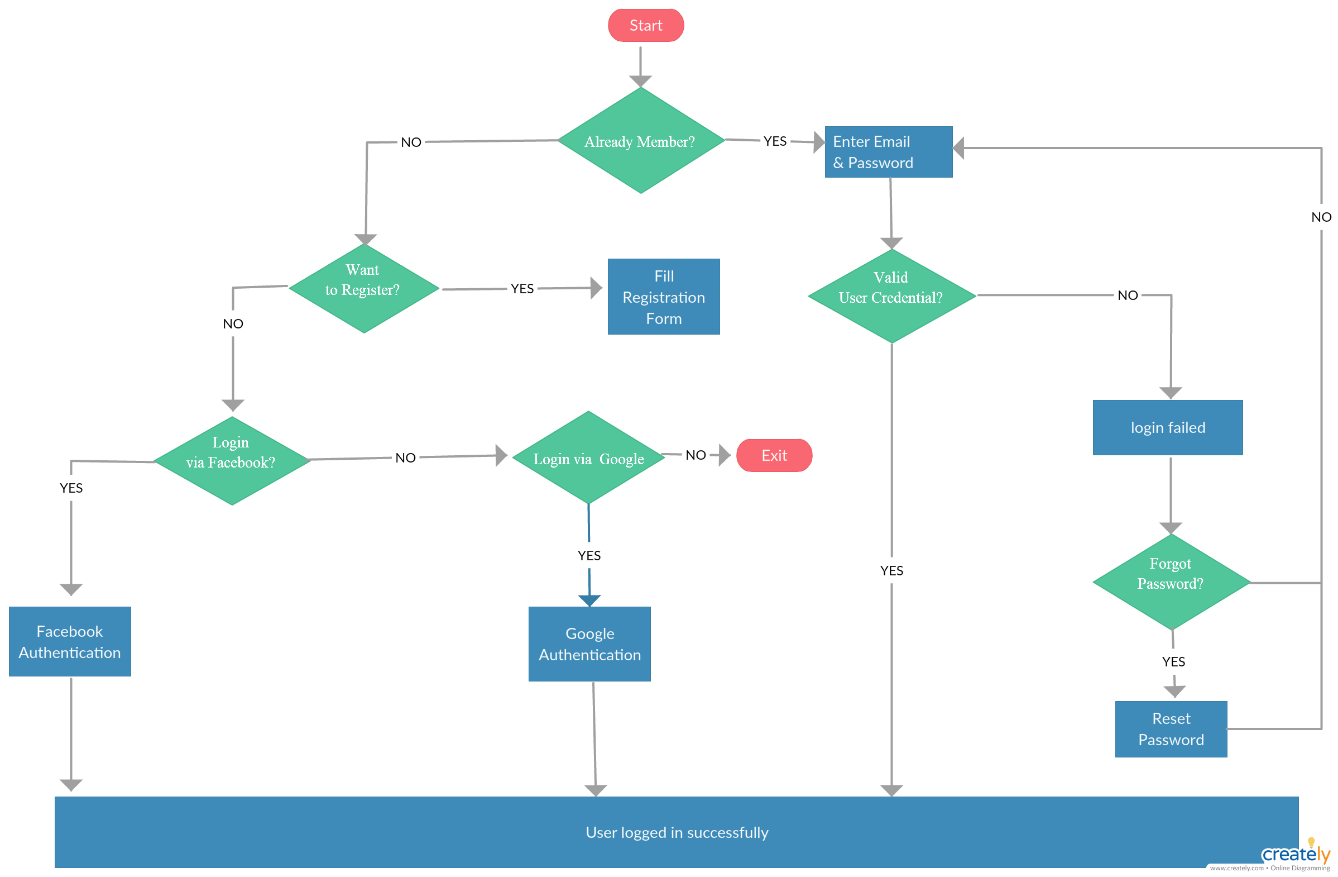 Start
Already Member?
NO
YES
Enter Email
& Password
NO
Want
to Register?
YES
Fill
Registration
Form
Valid
User Credential?
NO
NO
login failed
Login
via Facebook?
NO
Login via  Google
NO
Exit
YES
YES
YES
Forgot
Password?
Facebook
Authentication
Google
Authentication
YES
Reset
Password
User logged in successfully
creately
www.creately.com • Online Diagramming